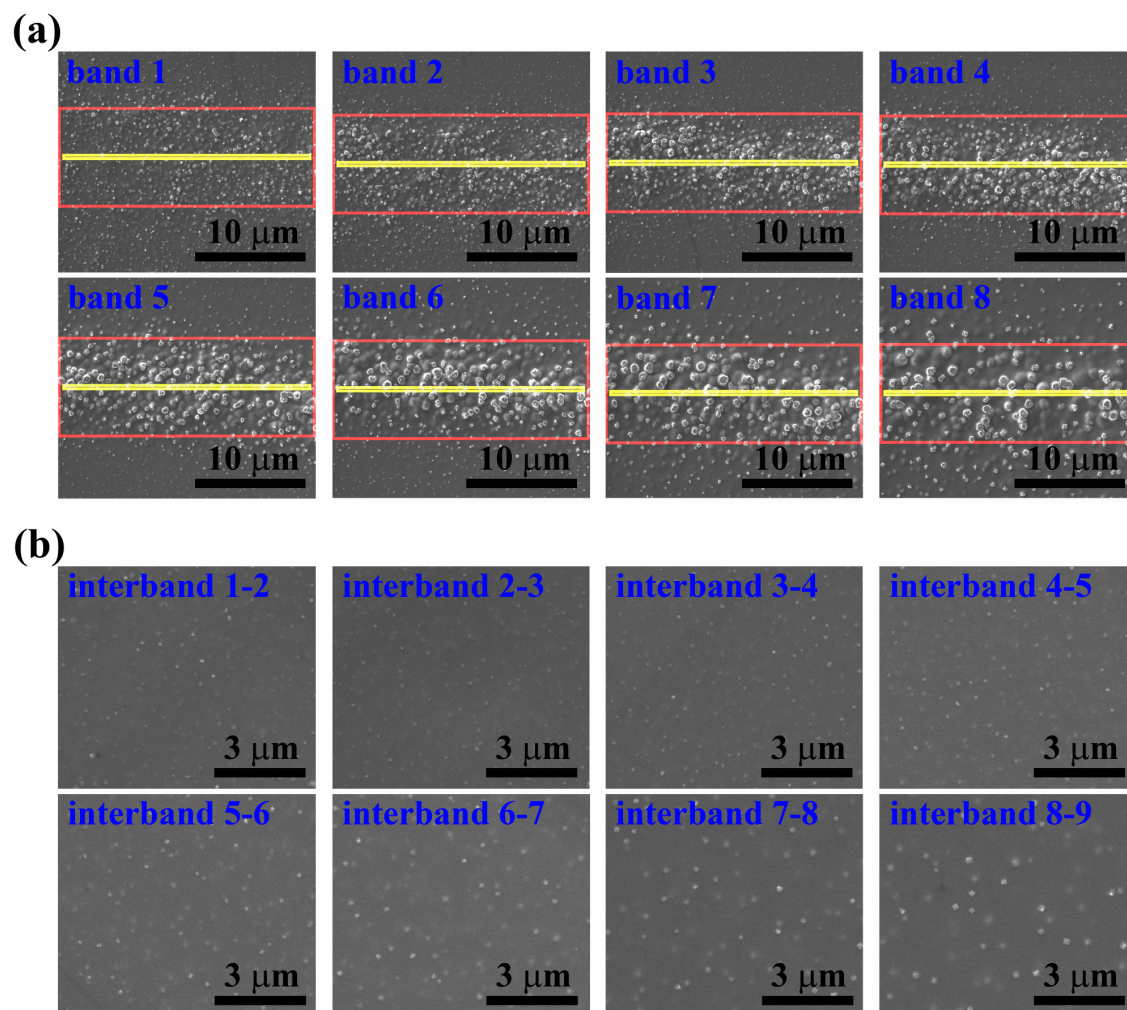 (a)
band 1
band 2
band 3
band 4
10 μm
10 μm
10 μm
10 μm
band 5
band 6
band 7
band 8
10 μm
10 μm
10 μm
10 μm
(b)
interband 1-2
interband 2-3
interband 3-4
interband 4-5
3 μm
3 μm
3 μm
3 μm
interband 5-6
interband 6-7
interband 7-8
interband 8-9
3 μm
3 μm
3 μm
3 μm